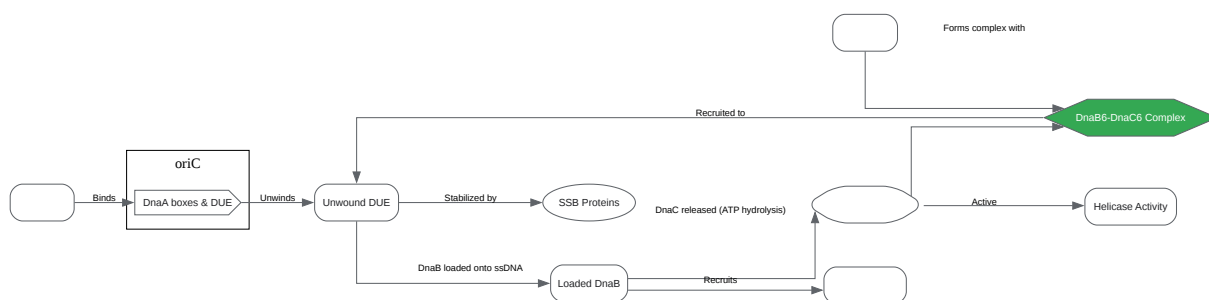 Forms complex with
Recruited to
DnaB6-DnaC6 Complex
oriC
Binds
DnaA boxes & DUE
Unwinds
Unwound DUE
Stabilized by
SSB Proteins
DnaC released (ATP hydrolysis)
Active
Helicase Activity
DnaB loaded onto ssDNA
Loaded DnaB
Recruits